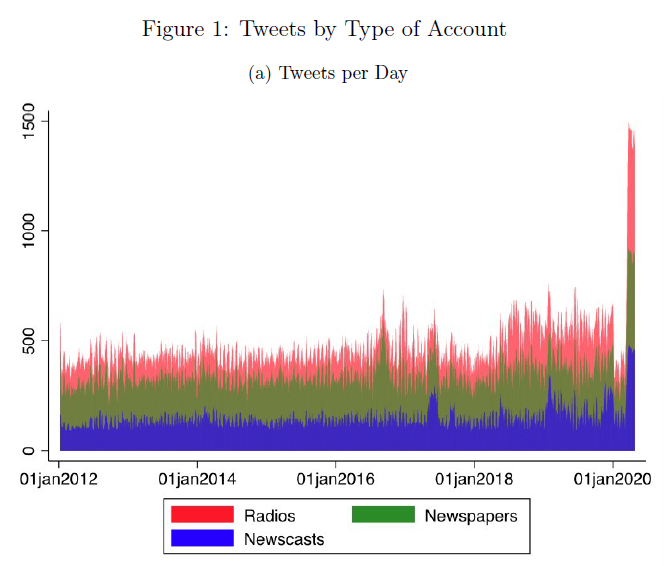 Figure 1: Tweets by Type of Account
(a) Tweets per Day
1500
1000
500
0
01jan2012 01jan2014 01jan2016 01jan2018 01jan2020
Radios Newspapers
Newscasts